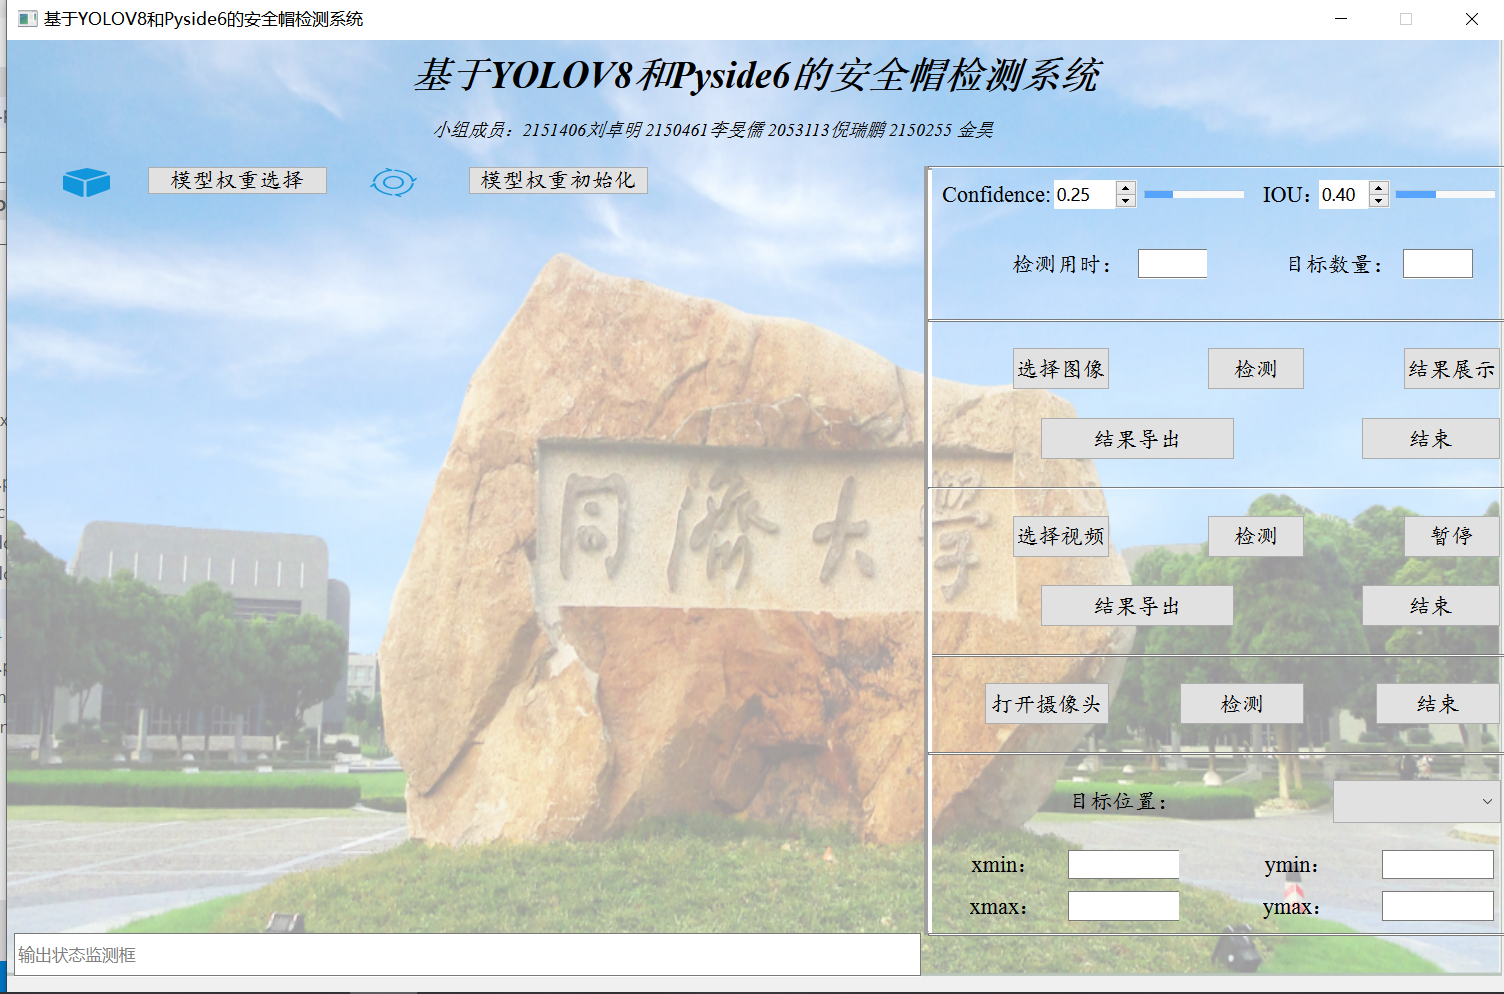 基于YOLOV8和Pyside6的安全帽检测系统
基于YOLOV8和Pyside6的安全帽检测系统
小组成员：2151406刘卓明 2150461李旻儒 2053113倪瑞鹏 2150255 金昊
模型权重选择 模型权重初始化
Confidence: 0.25 IOU： 0.40
检测用时： 目标数量：
选择图像 检测 结果展示
结果导出 结束
同濟大學
选择视频 检测 暂停
结果导出 结束
打开摄像头 检测 结束
目标位置：
xmin： ymin：
xmax： ymax：
输出状态监测框